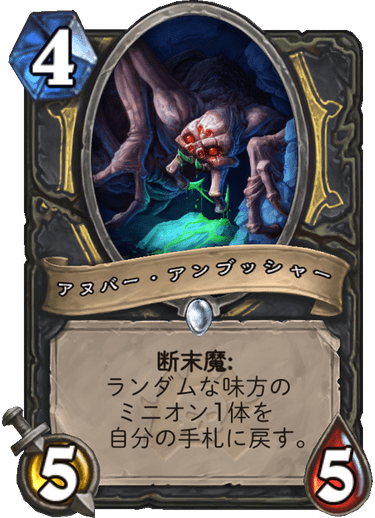 4
アヌバー・アンブッシャー
断末魔:
ランダムな味方の
ミニオン1体を
自分の手札に戻す。
5
5